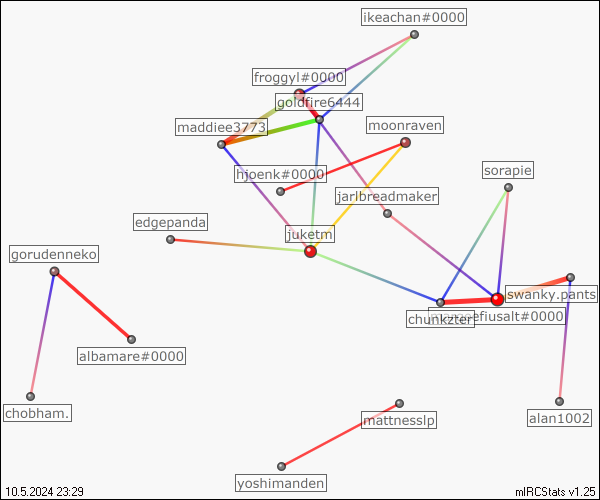 ikeachan#0000
froggyl#0000
goldfire6444
maddiee3773
moonraven
hjoenk#0000
sorapie
jarlbreadmaker
edgepanda
juketm
gorudenneko
swanky.pants
chunkzter
efiusalt#0000
albamare#0000
chobham.
mattnesslp
alan1002
yoshimanden
10.5.2024 23:29
mIRCStats v1.25